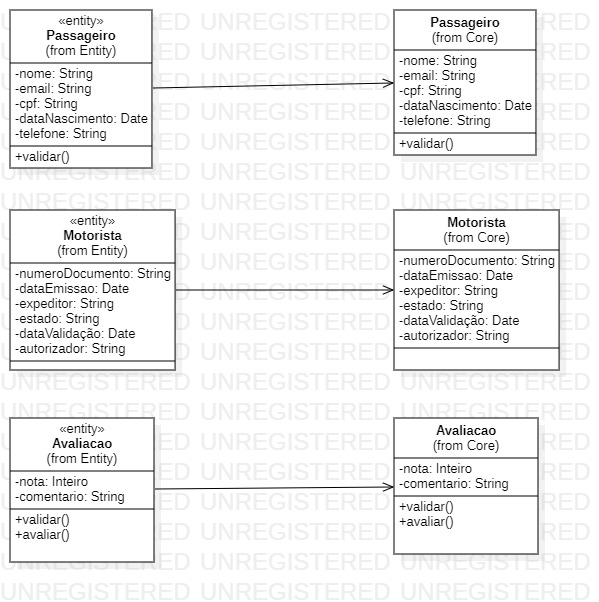 «entity»
Passageiro
(from Entity)
-nome: String
-email: String
-cpf: String
-dataNascimento: Date
-telefone: String
+validar()
Passageiro
(from Core)
-nome: String
-email: String
-cpf: String
-dataNascimento: Date
-telefone: String
+validar()
«entity»
Motorista
(from Entity)
-numeroDocumento: String
-dataEmissao: Date
-expeditor: String
-estado: String
-dataValidação: Date
-autorizador: String
Motorista
(from Core)
-numeroDocumento: String
-dataEmissao: Date
-expeditor: String
-estado: String
-dataValidação: Date
-autorizador: String
«entity»
Avaliacao
(from Entity)
-nota: Inteiro
-comentario: String
+validar()
+avaliar()
Avaliacao
(from Core)
-nota: Inteiro
-comentario: String
+validar()
+avaliar()
UNREGISTERED UNREGISTERED UNREGISTERED